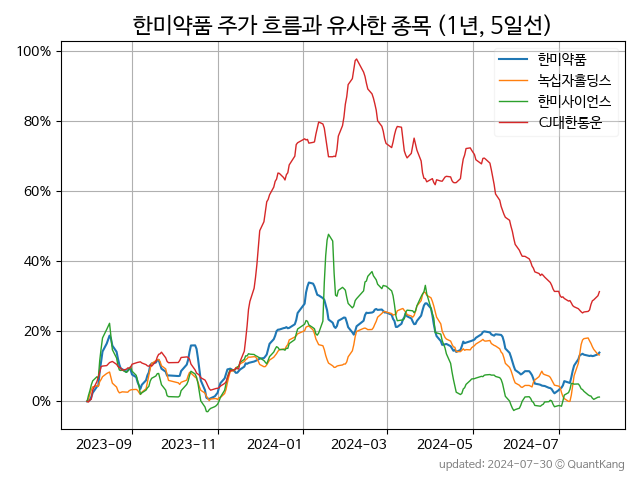 한미약품 주가 흐름과 유사한 종목 (1년, 5일선)
100%
80%
60%
40%
20%
0%
한미약품
녹십자홀딩스
한미사이언스
CJ대한통운
2023-09
2023-11
2024-01
2024-03
2024-05
2024-07
updated: 2024-07-30 © QuantKang